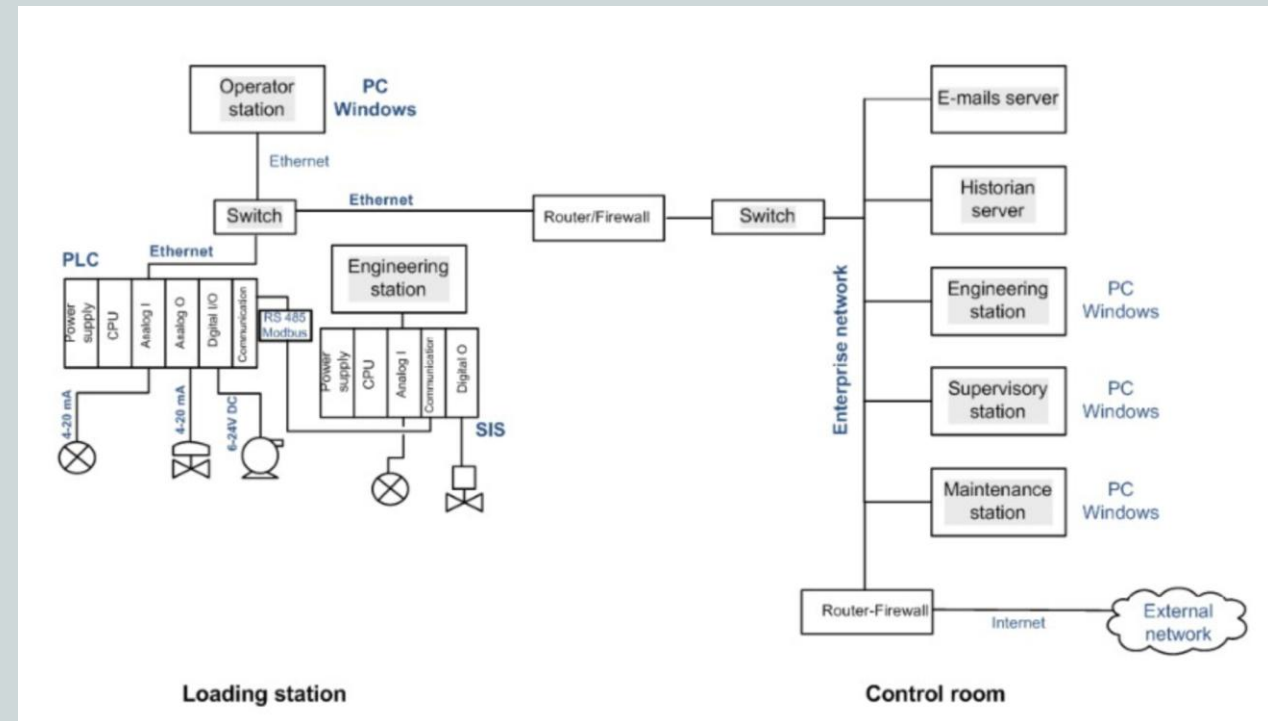 Operator
station
PC
Windows
Ethernet
Switch
Ethernet
Router/Firewall
Switch
E-mails server
Historian
server
Engineering
station
PC
Windows
Supervisory
station
PC
Windows
Maintenance
station
PC
Windows
Enterprise network
Router-Firewall
Internet
External
network
PLC
Ethernet
Power
supply
CPU
Analog I
Analog O
Digital I/O
Communication
RS 485
Modbus
4-20 mA
4-20 mA
6-24V DC
Engineering
station
Power
supply
CPU
Analog I
Communication
Digital O
SIS
Loading station
Control room